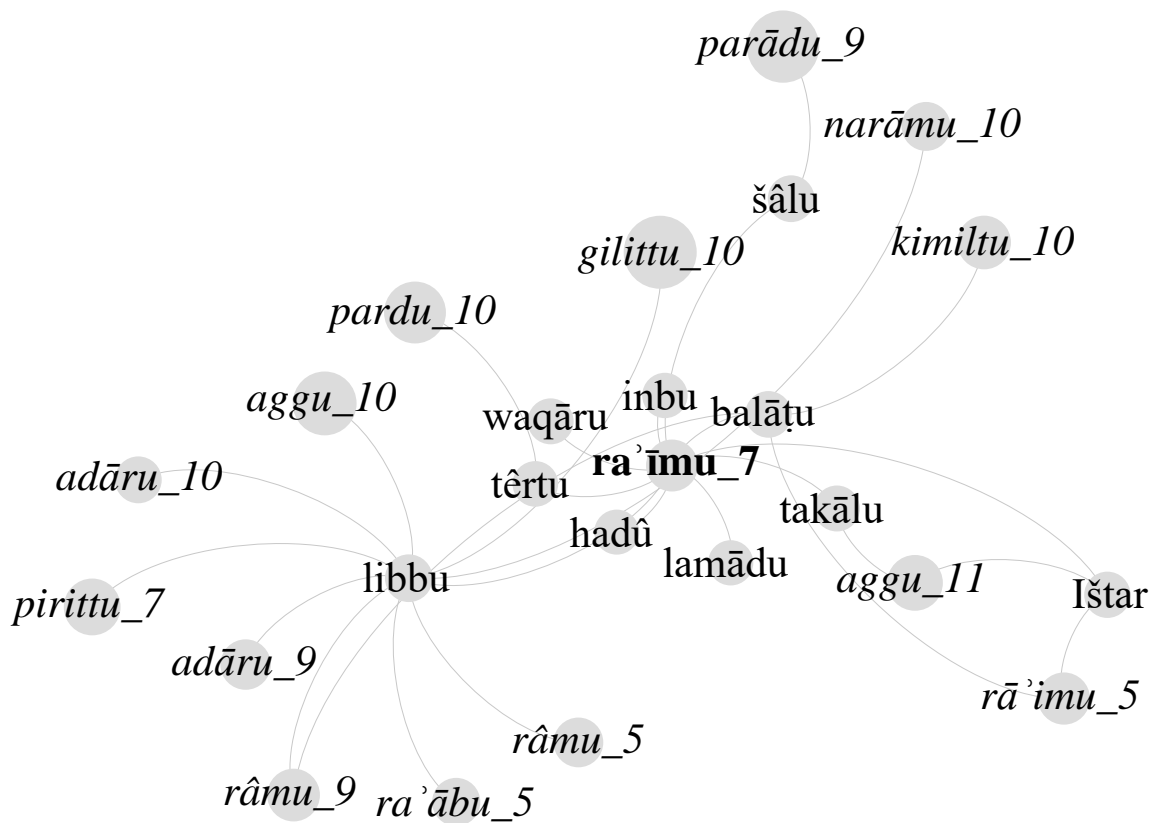 parādu_9
narāmu_10
šâlu
kimiltu_10
gilittu_10
pardu_10
aggu_10
inbu
balāṭu
waqāru
raʾīmu_7
adāru_10
têrtu
takālu
hadû
lamādu
libbu
aggu_11
Ištar
pirittu_7
adāru_9
rāʾimu_5
râmu_5
râmu_9
raʾābu_5